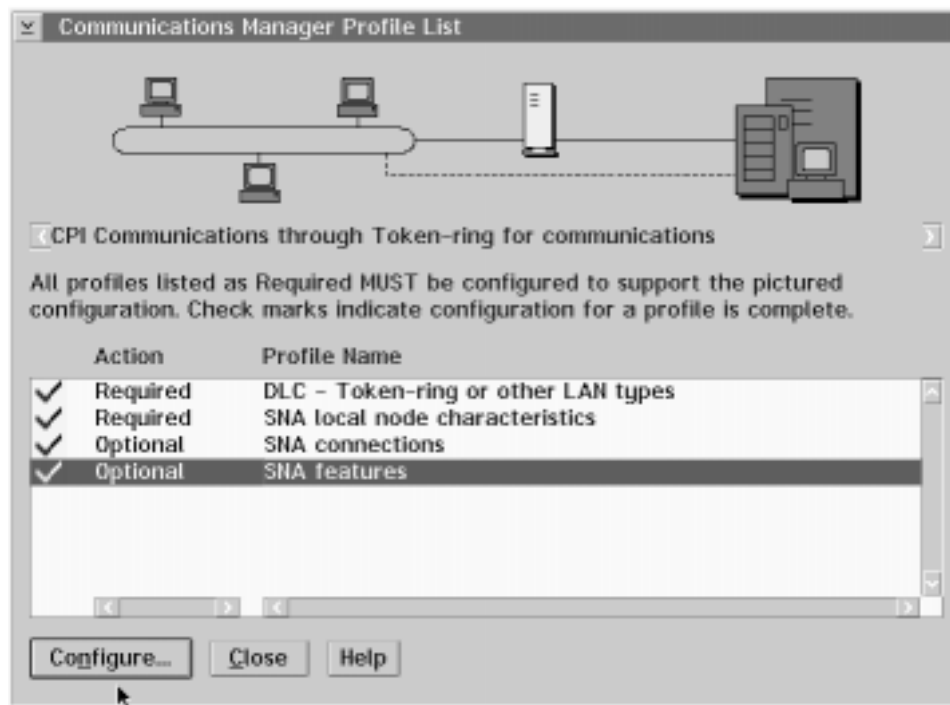 Communications Manager Profile List
CPI Communications through Token-ring for communications
All profiles listed as Required MUST be configured to support the pictured
configuration. Check marks indicate configuration for a profile is complete.
Action Profile Name
Required DLC - Token-ring or other LAN types
Required SNA local node characteristics
Optional SNA connections
Optional SNA features
Configure... Close Help